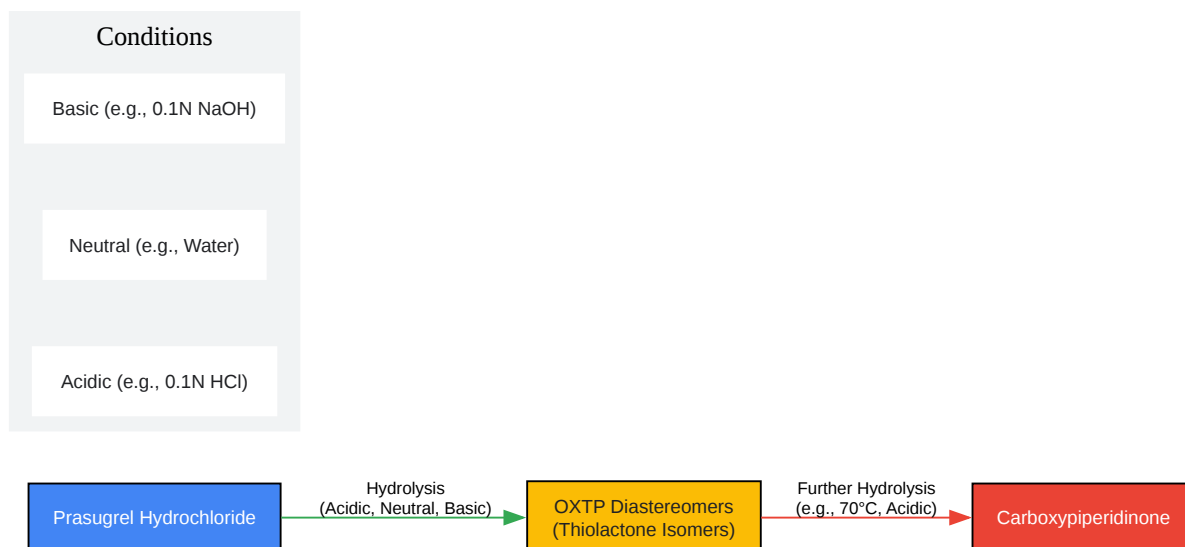 Conditions
Basic (e.g., 0.1N NaOH)
Neutral (e.g., Water)
Acidic (e.g., 0.1N HCl)
Prasugrel Hydrochloride
Hydrolysis
(Acidic, Neutral, Basic)
OXTP Diastereomers
(Thiolactone Isomers)
Further Hydrolysis
(e.g., 70°C, Acidic)
Carboxypiperidinone